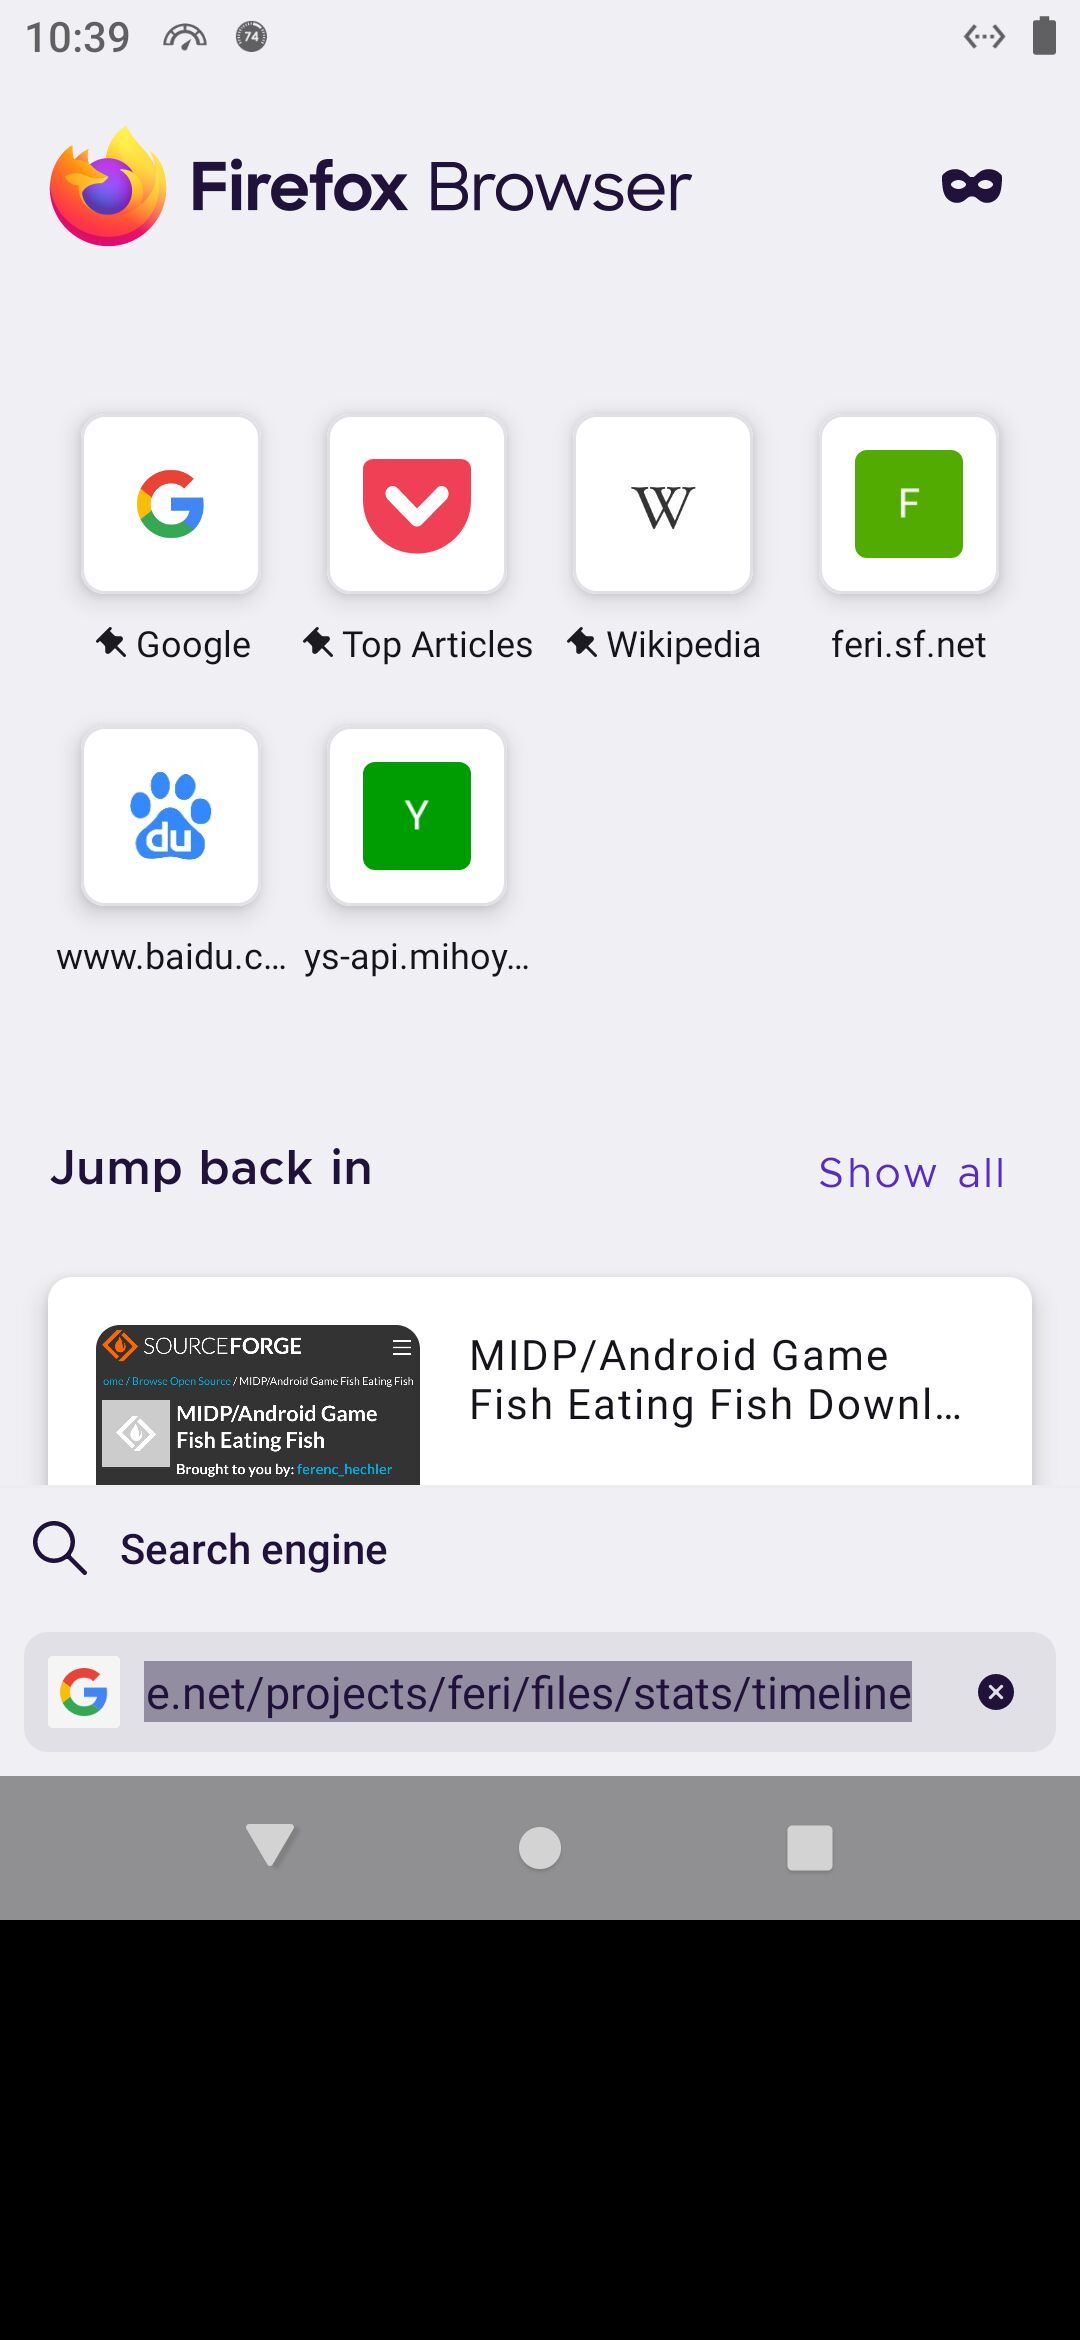 10:39
74
Firefox Browser
F
Google
Top Articles
Wikipedia
feri.sf.net
du
Y
www.baidu.c...
ys-api.mihoy...
Jump back in
Show all
SOURCEFORGE
ome / Browse Open Source / MIDP/Android Game Fish Eating Fish
MIDP/Android Game
Fish Eating Fish
Brought to you by: ferenc_hechler
MIDP/Android Game
Fish Eating Fish Downl...
Search engine
e.net/projects/feri/files/stats/timeline